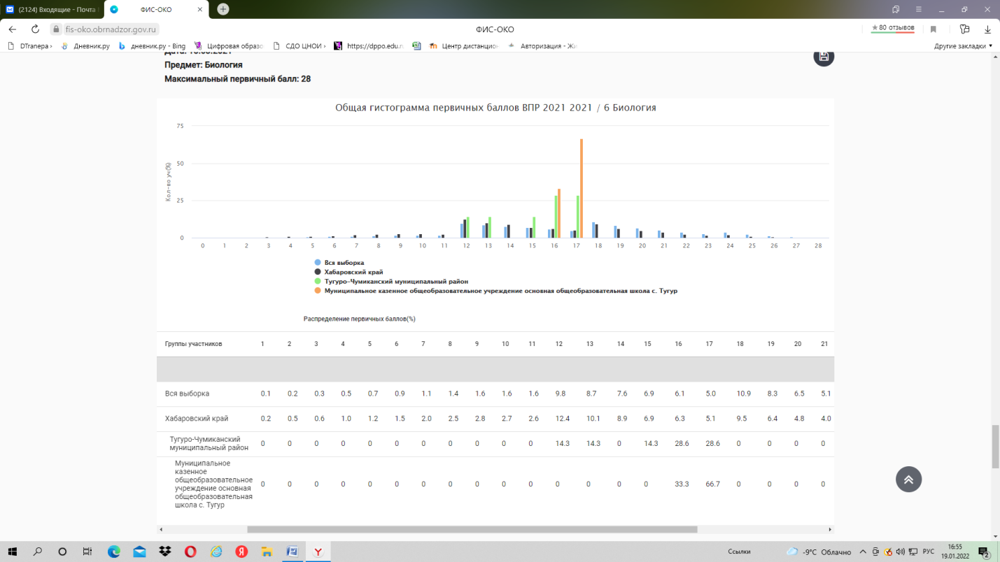 (2124) Входящие - Почта
ФИС-ОКО
fis-oko.obrnadzor.gov.ru
ФИС-ОКО
80 отзывов
DTranepa
Дневник.ру
дневник.ру - Bing
Цифровая образо
СДО ЦНОИ
https://dppo.edu.ru
Центр дистанцион
Авторизация - Жи
Другие закладки
Предмет: Биология
Максимальный первичный балл: 28
Общая гистограмма первичных баллов ВПР 2021 2021 / 6 Биология
Кол-во уч(%)
75
50
25
0
0 1 2 3 4 5 6 7 8 9 10 11 12 13 14 15 16 17 18 19 20 21 22 23 24 25 26 27 28
Вся выборка
Хабаровский край
Тугуро-Чумиканский муниципальный район
Муниципальное казенное общеобразовательное учреждение основная общеобразовательная школа с. Тугур
Распределение первичных баллов(%)
Группы участников 1 2 3 4 5 6 7 8 9 10 11 12 13 14 15 16 17 18 19 20 21
Вся выборка 0.1 0.2 0.3 0.5 0.7 0.9 1.1 1.4 1.6 1.6 1.6 9.8 8.7 7.6 6.9 6.1 5.0 10.9 8.3 6.5 5.1
Хабаровский край 0.2 0.5 0.6 1.0 1.2 1.5 2.0 2.5 2.8 2.7 2.6 12.4 10.1 8.9 6.9 6.3 5.1 9.5 6.4 4.8 4.0
Тугуро-Чумиканский
муниципальный район
0 0 0 0 0 0 0 0 0 0 0 14.3 14.3 0 14.3 28.6 28.6 0 0 0 0
Муниципальное
казенное
общеобразовательное
учреждение основная
общеобразовательная
школа с. Тугур
0 0 0 0 0 0 0 0 0 0 0 0 0 0 0 33.3 66.7 0 0 0 0
Ссылки
-9°C Облачно
РУС
16:55
19.01.2022
2